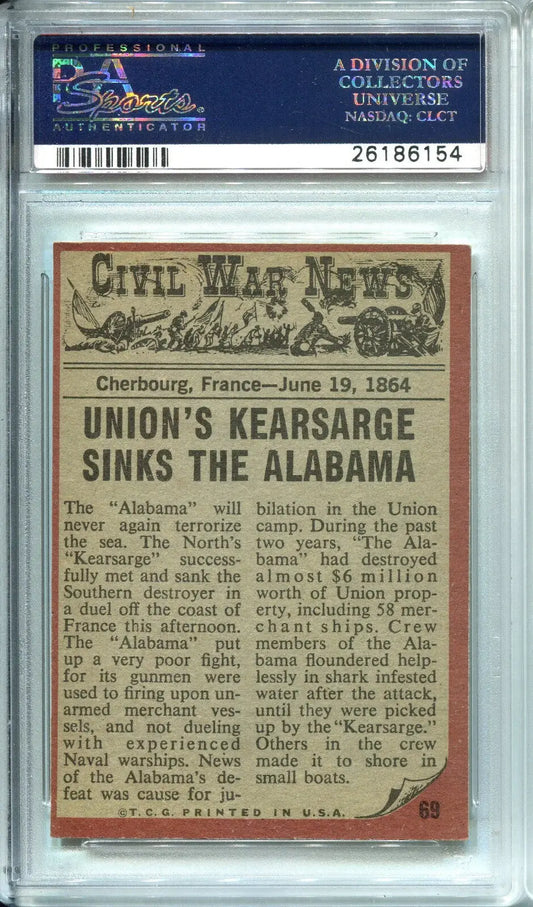 PROFESSIONAL
PSA
Sports
AUTHENTICATOR
A DIVISION OF
COLLECTORS
UNIVERSE
NASDAQ: CLCT
26186154
CIVIL WAR NEWS
Cherbourg, France—June 19, 1864
UNION'S KEARSARGE
SINKS THE ALABAMA
The "Alabama" will
never again terrorize
the sea. The North's
"Kearsarge" success-
fully met and sank the
Southern destroyer in
a duel off the coast of
France this afternoon.
The "Alabama" put
up a very poor fight,
for its gunmen were
used to firing upon un-
armed merchant ves-
sels, and not dueling
with experienced
Naval warships. News
of the Alabama's de-
feat was cause for ju-
bilation in the Union
camp. During the past
two years, "The Ala-
bama" had destroyed
almost $6 million
worth of Union prop-
erty, including 58 mer-
chant ships. Crew
members of the Ala-
bama floundered help-
lessly in shark infested
water after the attack,
until they were picked
up by the "Kearsarge."
Others in the crew
made it to shore in
small boats.
©T.C.G. PRINTED IN U.S.A.
69